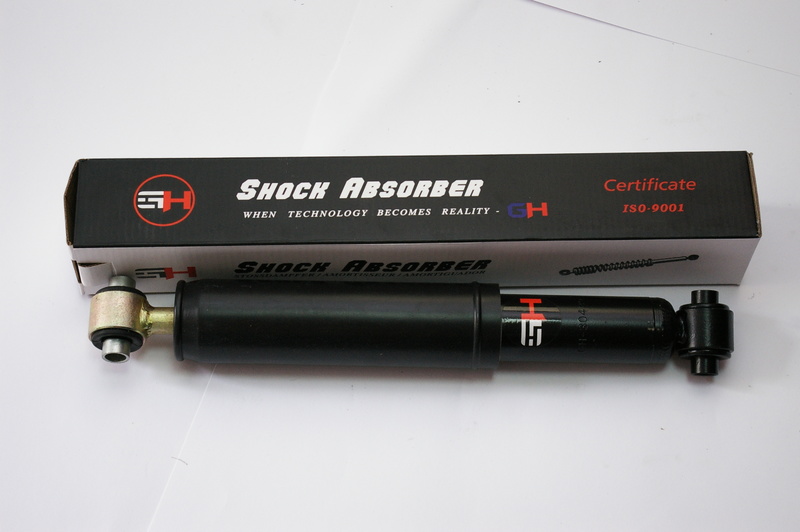 GH
SHOCK ABSORBER
WHEN TECHNOLOGY BECOMES REALITY - GH
Certificate
ISO-9001
GH
SHOCK ABSORBER
GH